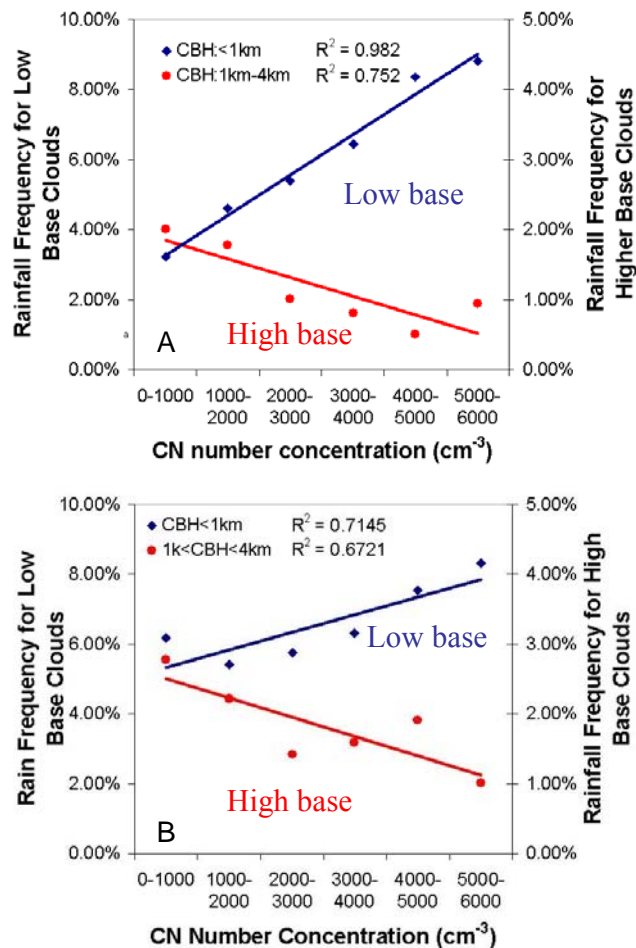 10.00%
8.00%
6.00%
4.00%
2.00%
0.00%
Rainfall Frequency for Low
Base Clouds
CBH:<1km R² = 0.982
CBH:1km-4km R² = 0.752
Low base
High base
a
A
5.00%
4.00%
3.00%
2.00%
1.00%
0.00%
Rainfall Frequency for
Higher Base Clouds
0-1000 1000-2000 2000-3000 3000-4000 4000-5000 5000-6000
CN number concentration (cm⁻³)
10.00%
8.00%
6.00%
4.00%
2.00%
0.00%
Rain Frequency for Low
Base Clouds
CBH<1km R² = 0.7145
1k<CBH<4km R² = 0.6721
Low base
High base
B
5.00%
4.00%
3.00%
2.00%
1.00%
0.00%
Rainfall Frequency for High
Base Clouds
0-1000 1000-2000 2000-3000 3000-4000 4000-5000 5000-6000
CN Number Concentration (cm⁻³)